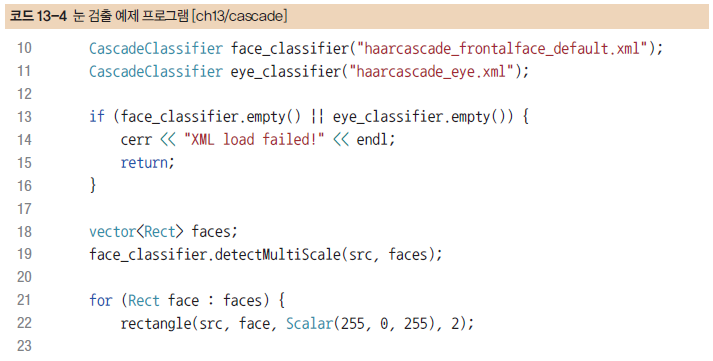 코드 13-4 눈 검출 예제 프로그램 [ch13/cascade]
10 CascadeClassifier face_classifier("haarcascade_frontalface_default.xml");
11 CascadeClassifier eye_classifier("haarcascade_eye.xml");
12
13 if (face_classifier.empty() || eye_classifier.empty()) {
14 cerr << "XML load failed!" << endl;
15 return;
16 }
17
18 vector<Rect> faces;
19 face_classifier.detectMultiScale(src, faces);
20
21 for (Rect face : faces) {
22 rectangle(src, face, Scalar(255, 0, 255), 2);
23